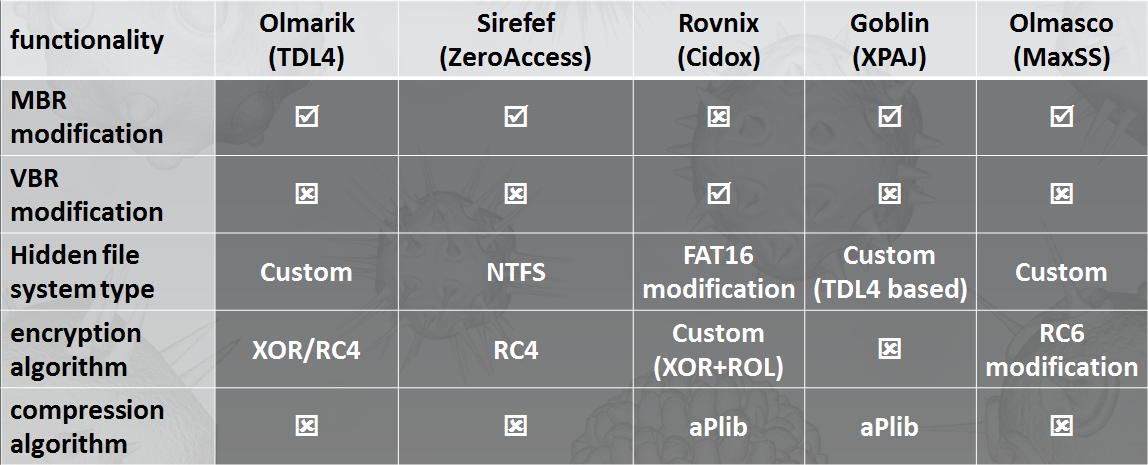 functionality Olmarik (TDL4) Sirefef (ZeroAccess) Rovnix (Cidox) Goblin (XPAJ) Olmasco (MaxSS)
MBR modification ☑ ☑ ☒ ☑ ☑
VBR modification ☒ ☒ ☑ ☒ ☒
Hidden file system type Custom NTFS FAT16 modification Custom (TDL4 based) Custom
encryption algorithm XOR/RC4 RC4 Custom (XOR+ROL) ☒ RC6 modification
compression algorithm ☒ ☒ aPlib aPlib ☒